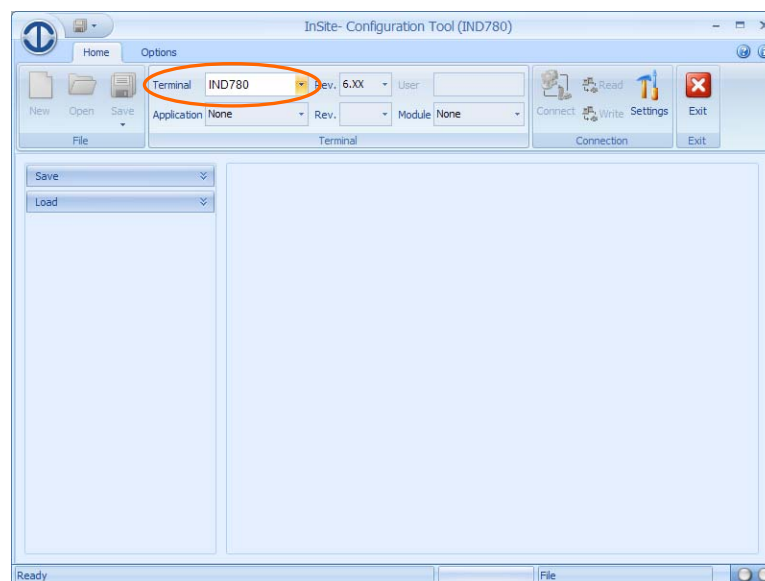 InSite- Configuration Tool (IND780)
Home Options
Terminal IND780 Rev. 6.XX User
New Open Save Application None Rev. Module None Connect Read Write Settings Exit
File Terminal Connection Exit
Save
Load
Ready File